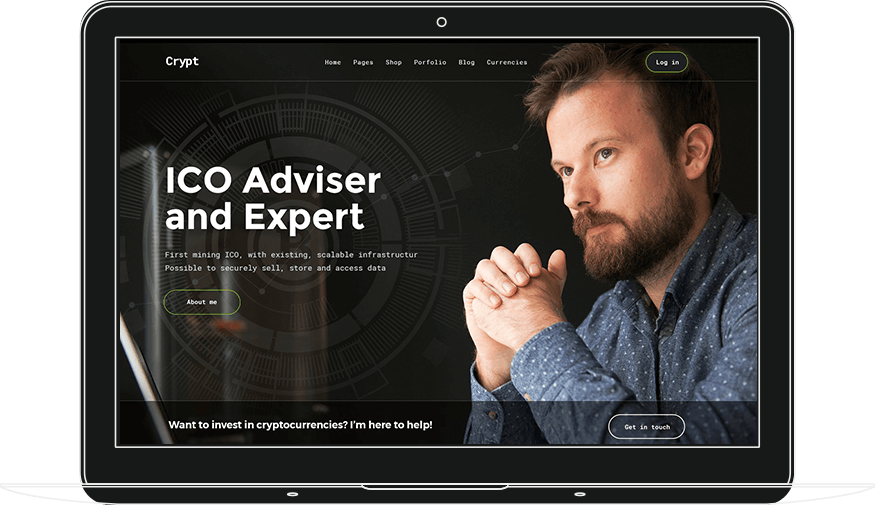 Crypt
Home Pages Shop Porfolio Blog Currencies
Log in
ICO Adviser
and Expert
First mining ICO, with existing, scalable infrastructur
Possible to securely sell, store and access data
About me
Want to invest in cryptocurrencies? I'm here to help!
Get in touch